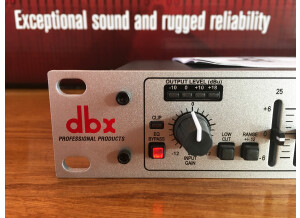 Exceptional sound and rugged reliability
OUTPUT LEVEL (dBu)
-10 0 +10 +18
25
+6
dbx
PROFESSIONAL PRODUCTS
CLIP
EQ
BYPASS
-12
INPUT
GAIN
LOW
CUT
RANGE
-6